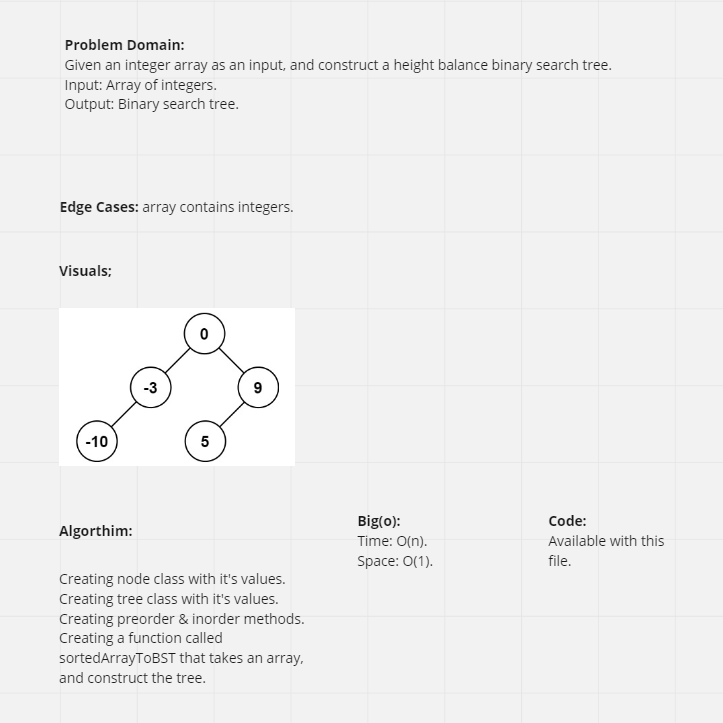 Problem Domain:
Given an integer array as an input, and construct a height balance binary search tree.
Input: Array of integers.
Output: Binary search tree.
Edge Cases: array contains integers.
Visuals;
0
-3
9
-10
5
Algorthim:
Creating node class with it's values.
Creating tree class with it's values.
Creating preorder & inorder methods.
Creating a function called
sortedArrayToBST that takes an array,
and construct the tree.
Big(o):
Time: O(n).
Space: O(1).
Code:
Available with this
file.